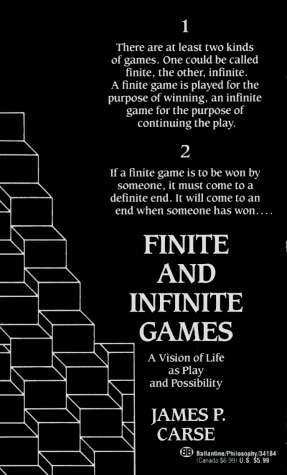 1
There are at least two kinds
of games. One could be called
finite, the other, infinite.
A finite game is played for the
purpose of winning, an infinite
game for the purpose of
continuing the play.
2
If a finite game is to be won by
someone, it must come to a
definite end. It will come to an
end when someone has won....
FINITE
AND
INFINITE
GAMES
A Vision of Life
as Play
and Possibility
JAMES P.
CARSE
BB Ballantine/Philosophy/34184
(Canada $6.99) U.S. $5.99